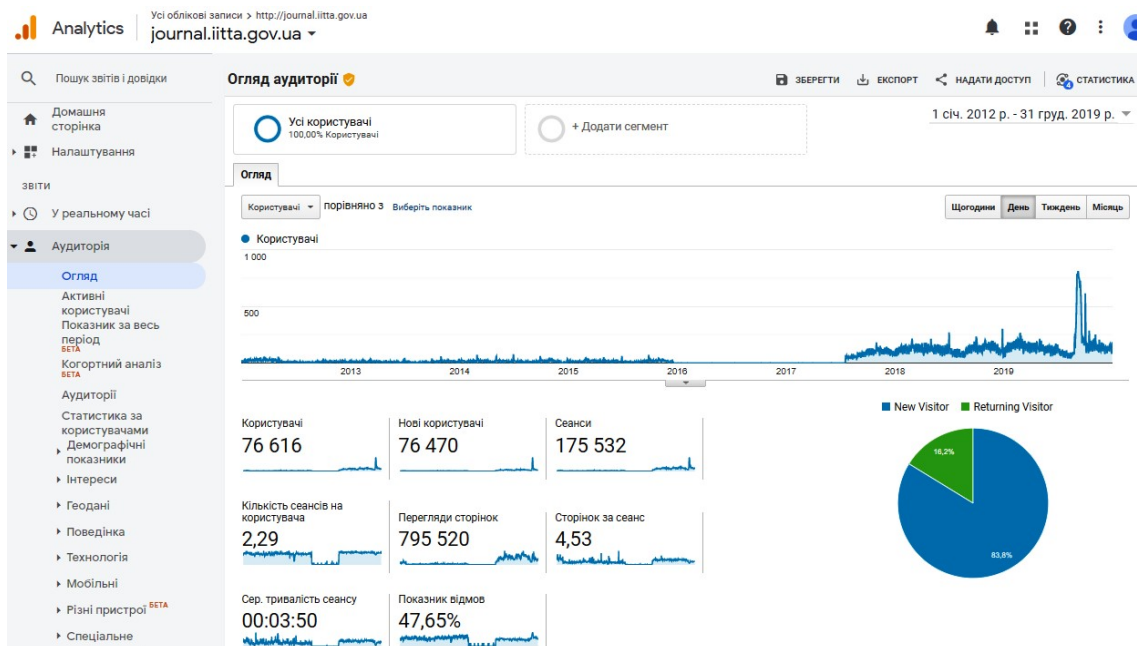 Analytics
Усі облікові записи > http://journal.iitta.gov.ua
journal.iitta.gov.ua
Пошук звітів і довідки
Домашня
сторінка
Налаштування
ЗВІТИ
У реальному часі
Аудиторія
Огляд
Активні
користувачі
Показник за весь
період
БЕТА
Когортний аналіз
БЕТА
Аудиторії
Статистика за
користувачами
Демографічні
показники
Інтереси
Геодані
Поведінка
Технологія
Мобільні
Різні пристрої БЕТА
Спеціальне
Огляд аудиторії
ЗБЕРЕГТИ
ЕКСПОРТ
НАДАТИ ДОСТУП
4
СТАТИСТИКА
Усі користувачі
100,00% Користувачі
+ Додати сегмент
1 січ. 2012 р. - 31 груд. 2019 р.
Огляд
Користувачі порівняно з Виберіть показник
Щогодини День Тиждень Місяць
Користувачі
1 000
500
2013 2014 2015 2016 2017 2018 2019
New Visitor Returning Visitor
Користувачі
76 616
Нові користувачі
76 470
Сеанси
175 532
Кількість сеансів на
користувача
2,29
Перегляди сторінок
795 520
Сторінок за сеанс
4,53
Сер. тривалість сеансу
00:03:50
Показник відмов
47,65%
16,2%
83,8%